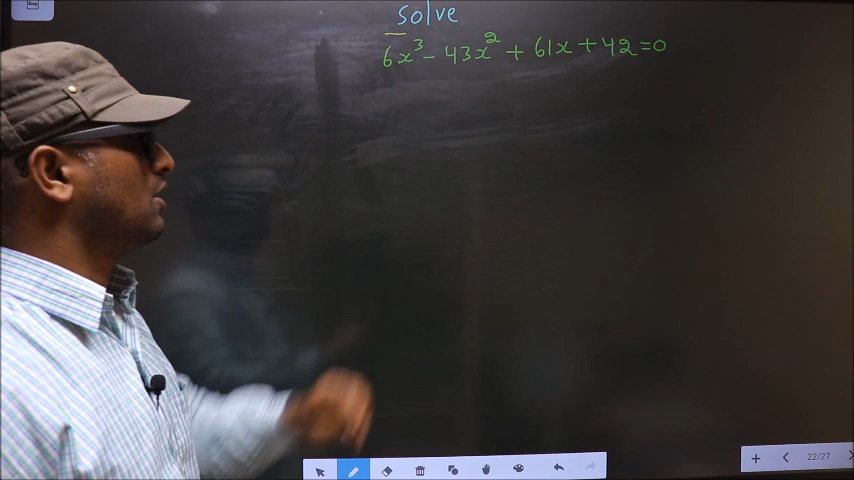 solve
6x³ - 43x² + 61x + 42 = 0
22/27